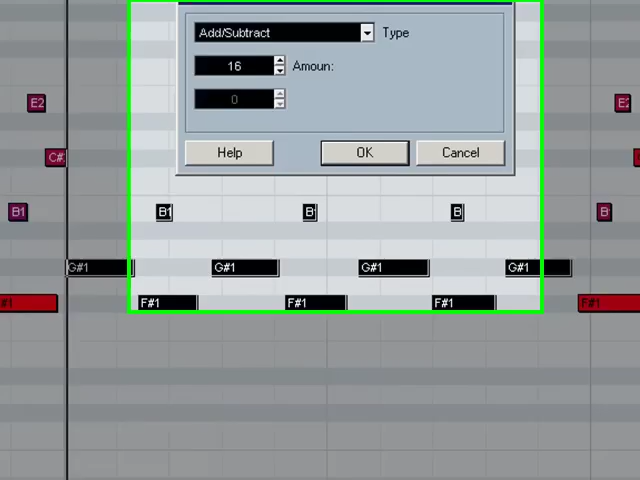 Add/Subtract Type
16 Amoun:
0
E2 E2
Help OK Cancel
C#
B1 B1 B B B
G#1 G#1 G#1 G#1
#1 F#1 F#1 F#1 F#1